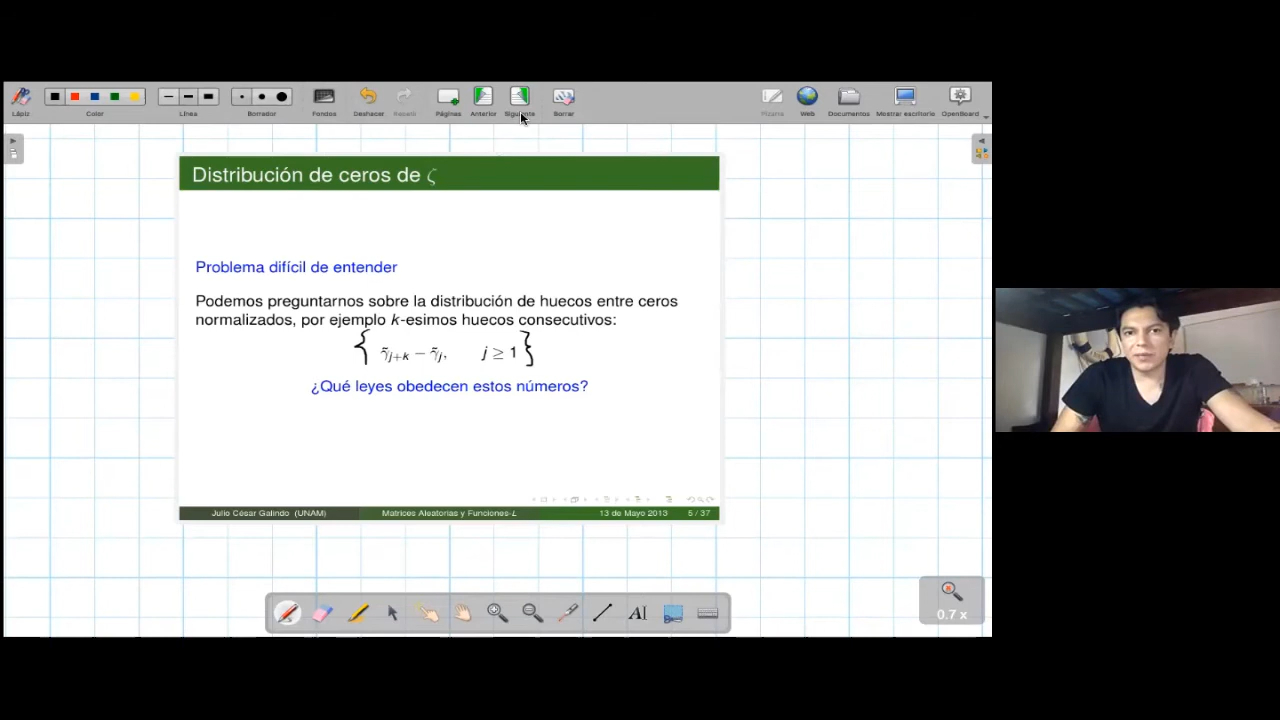 Lápiz
Color
Línea
Borrador
Fondos
Deshacer
Páginas
Anterior
Siguiente
Borrar
Pizarra
Web
Documentos
Mostrar escritorio
OpenBoard
Distribución de ceros de ζ
Problema difícil de entender
Podemos preguntarnos sobre la distribución de huecos entre ceros
normalizados, por ejemplo k-esimos huecos consecutivos:
{ γ̃j+k − γ̃j, j ≥ 1 }
¿Qué leyes obedecen estos números?
Julio César Galindo (UNAM) Matrices Aleatorias y Funciones-L 13 de Mayo 2013 5 / 37
AI
0.7 x